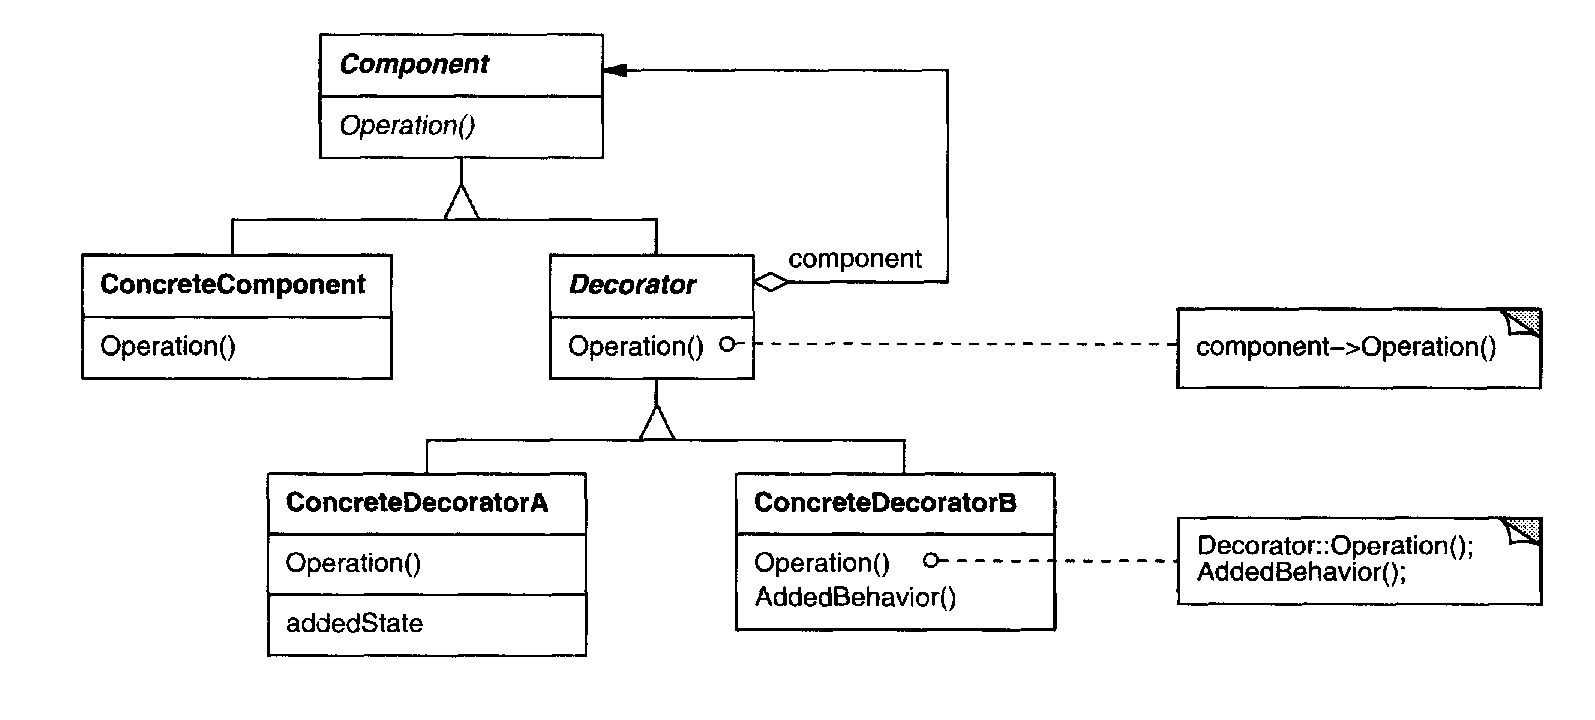 Component
Operation()
component
ConcreteComponent
Operation()
Decorator
Operation()
component–>Operation()
ConcreteDecoratorA
Operation()
addedState
ConcreteDecoratorB
Operation()
AddedBehavior()
Decorator::Operation();
AddedBehavior();